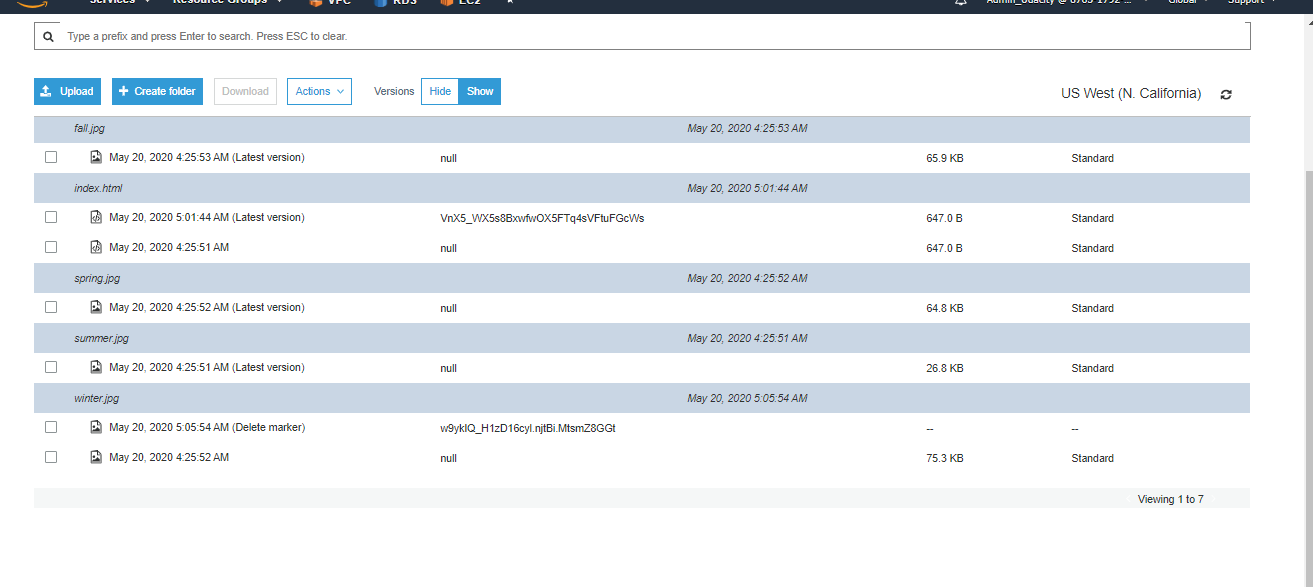 Services Resource Groups VPC RDS EC2 Global Support
Type a prefix and press Enter to search. Press ESC to clear.
Upload Create folder Download Actions Versions Hide Show US West (N. California)
fall.jpg May 20, 2020 4:25:53 AM
May 20, 2020 4:25:53 AM (Latest version) null 65.9 KB Standard
index.html May 20, 2020 5:01:44 AM
May 20, 2020 5:01:44 AM (Latest version) VnX5_WX5s8BxwfwOX5FTq4sVFtuFGcWs 647.0 B Standard
May 20, 2020 4:25:51 AM null 647.0 B Standard
spring.jpg May 20, 2020 4:25:52 AM
May 20, 2020 4:25:52 AM (Latest version) null 64.8 KB Standard
summer.jpg May 20, 2020 4:25:51 AM
May 20, 2020 4:25:51 AM (Latest version) null 26.8 KB Standard
winter.jpg May 20, 2020 5:05:54 AM
May 20, 2020 5:05:54 AM (Delete marker) w9ykIQ_H1zD16cyl.njtBi.MtsmZ8GGt -- --
May 20, 2020 4:25:52 AM null 75.3 KB Standard
Viewing 1 to 7